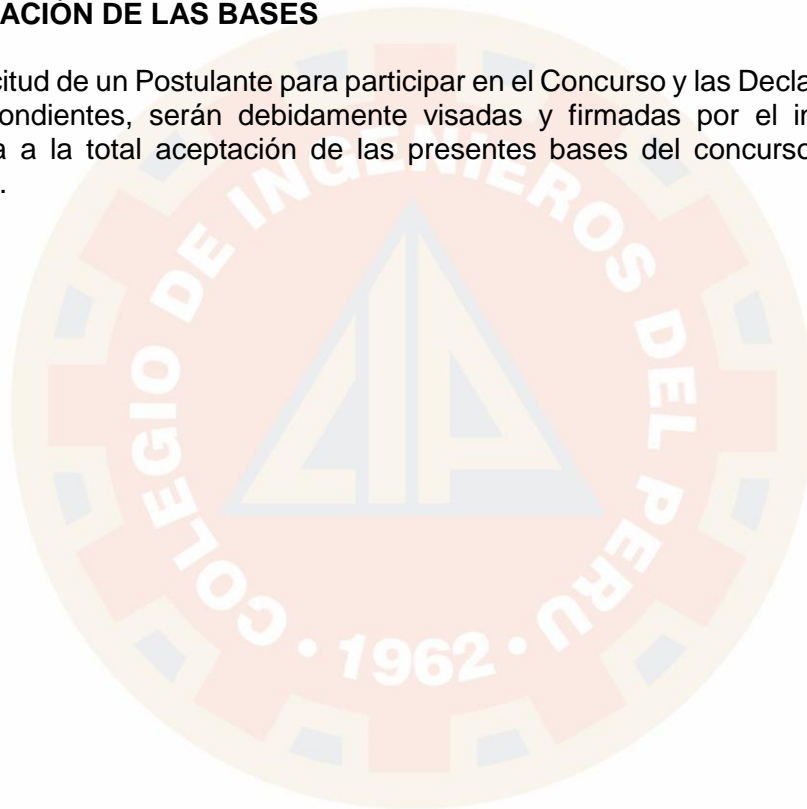 ACIÓN DE LAS BASES
citud de un Postulante para participar en el Concurso y las Decla
ondientes, serán debidamente visadas y firmadas por el in
a a la total aceptación de las presentes bases del concurso
.
COLEGIO DE INGENIEROS DEL PERU
CIP
· 1962 ·